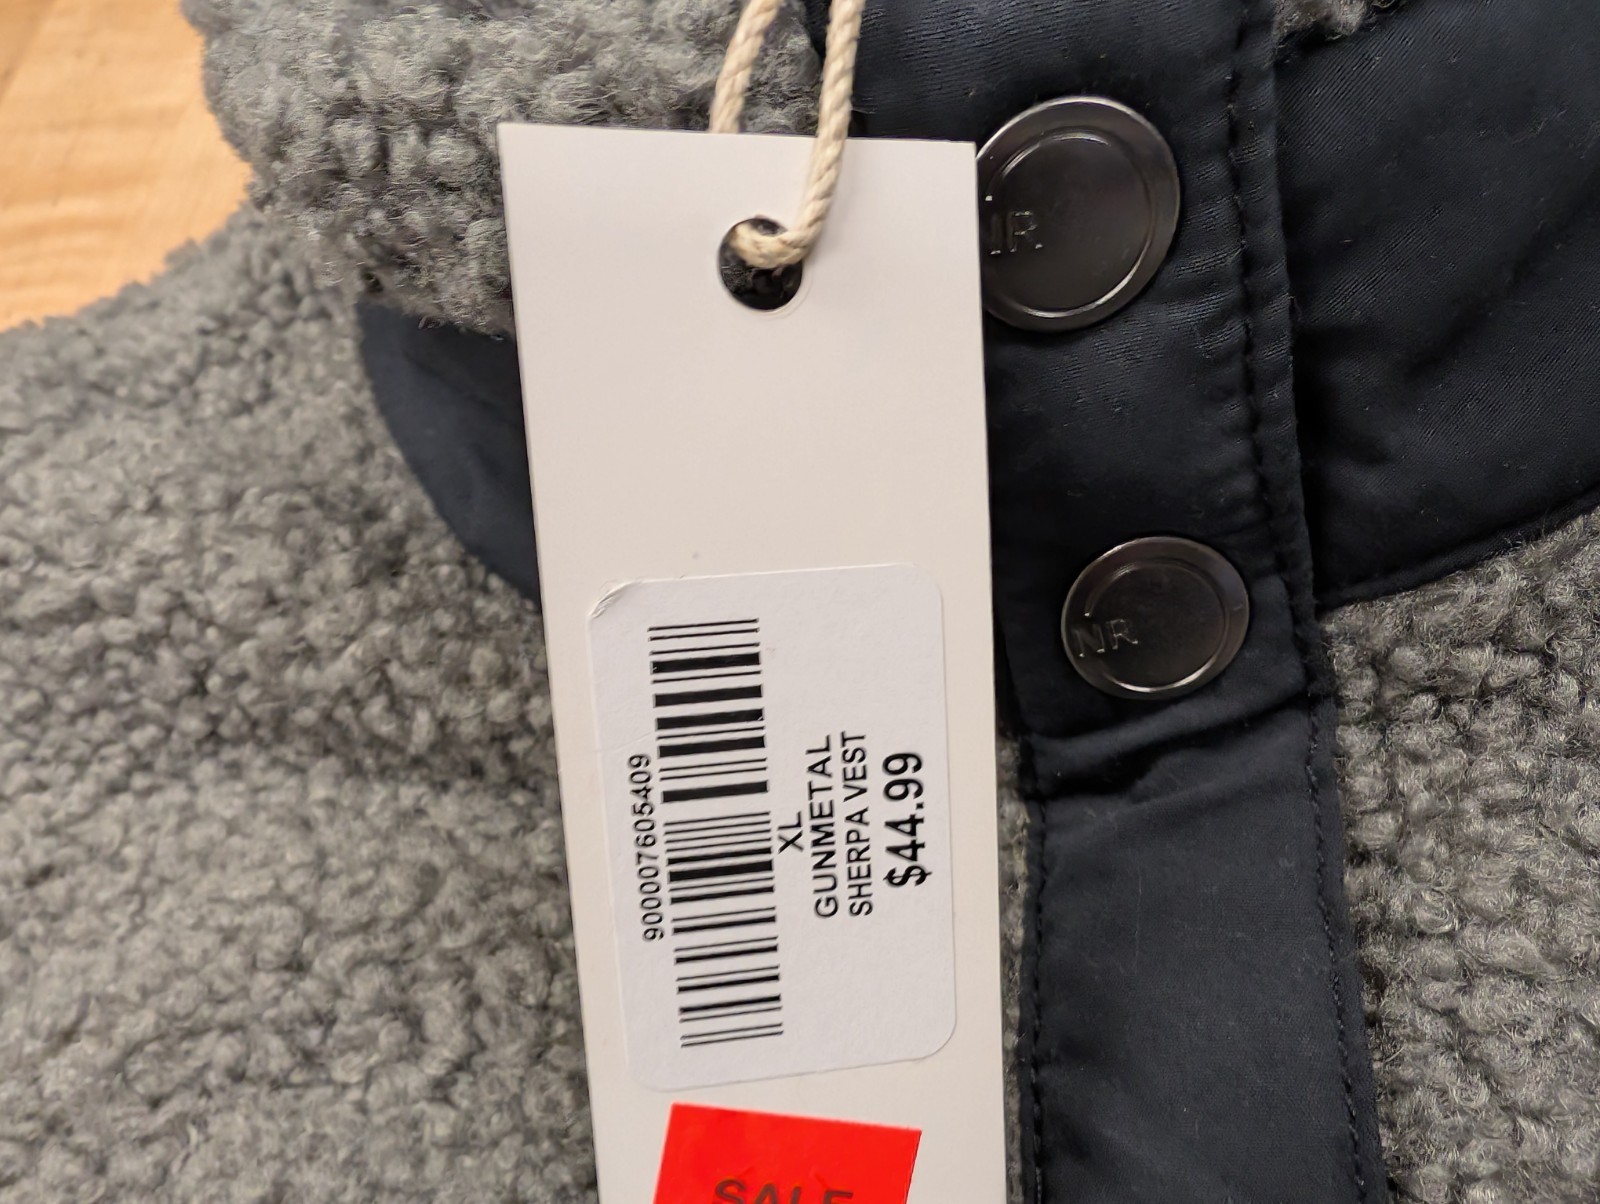 900007605409
XL
GUNMETAL
SHERPA VEST
$44.99
SALE
NR
NR